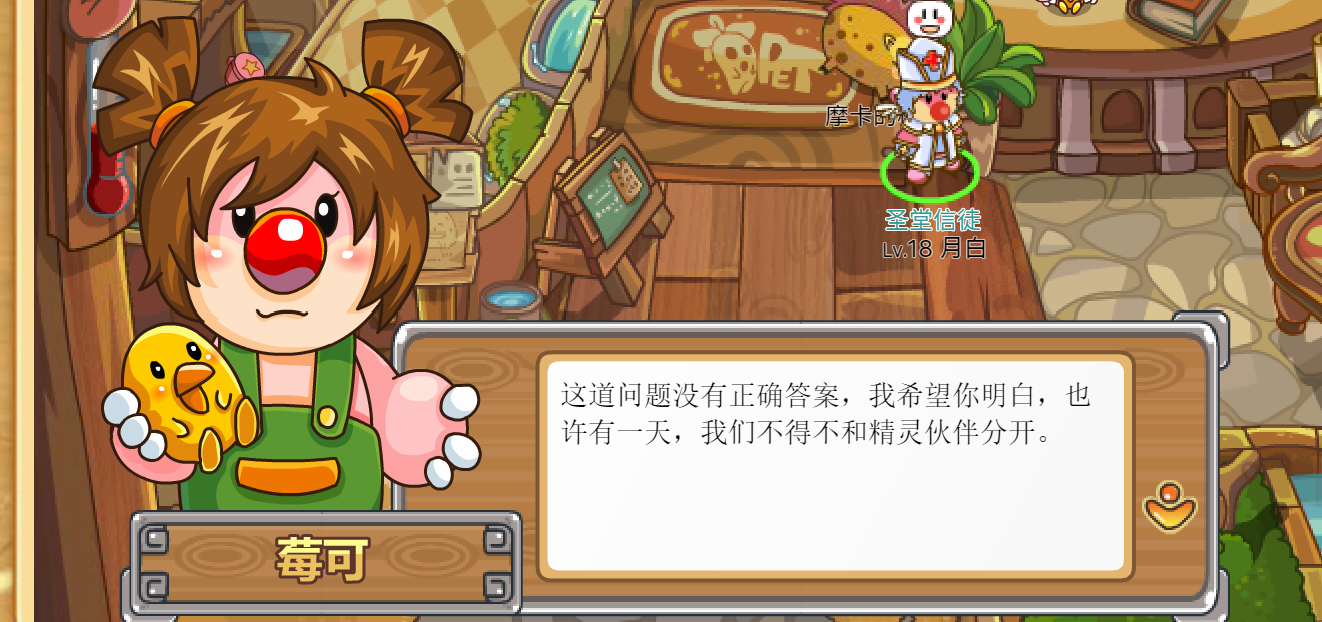 PET
摩卡的
圣堂信徒
Lv.18 月白
这道问题没有正确答案，我希望你明白，也
许有一天，我们不得不和精灵伙伴分开。
莓可